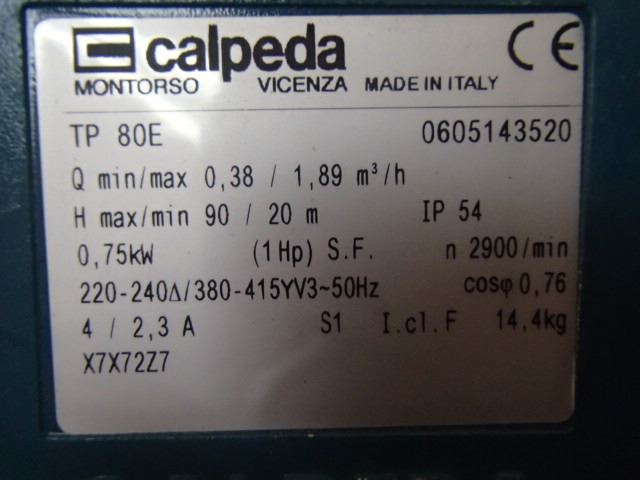 calpeda CE
MONTORSO VICENZA MADE IN ITALY
TP 80E 0605143520
Q min/max 0,38 / 1,89 m³/h
H max/min 90 / 20 m IP 54
0,75kW (1Hp) S.F. n 2900/min
220-240Δ/380-415YV3~50Hz cosφ 0,76
4 / 2,3 A S1 I.cl.F 14,4kg
X7X72Z7